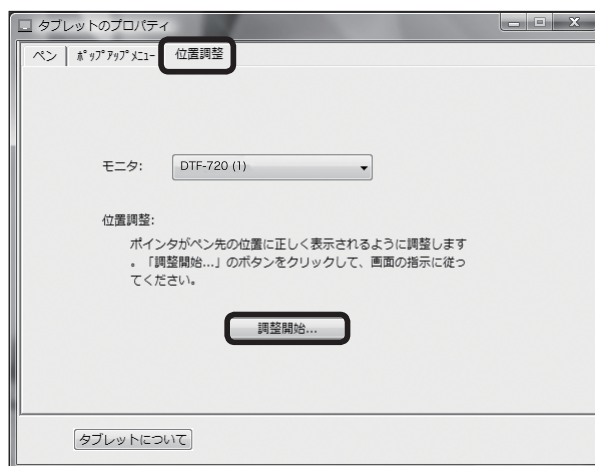 タブレットのプロパティ
ペン ﾎﾟｯﾌﾟｱｯﾌﾟﾒﾆｭｰ 位置調整
モニタ: DTF-720 (1)
位置調整:
ポインタがペン先の位置に正しく表示されるように調整します
。「調整開始...」のボタンをクリックして、画面の指示に従っ
てください。
調整開始...
タブレットについて